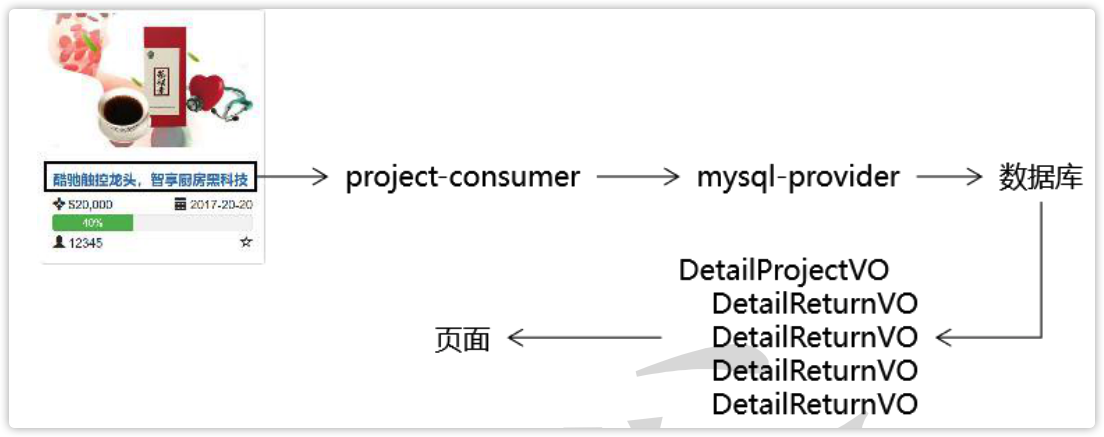 酷驰触控龙头，智享厨房黑科技
$20,000 2017-20-20
40%
12345
project-consumer
mysql-provider
数据库
DetailProjectVO
DetailReturnVO
DetailReturnVO
DetailReturnVO
DetailReturnVO
页面